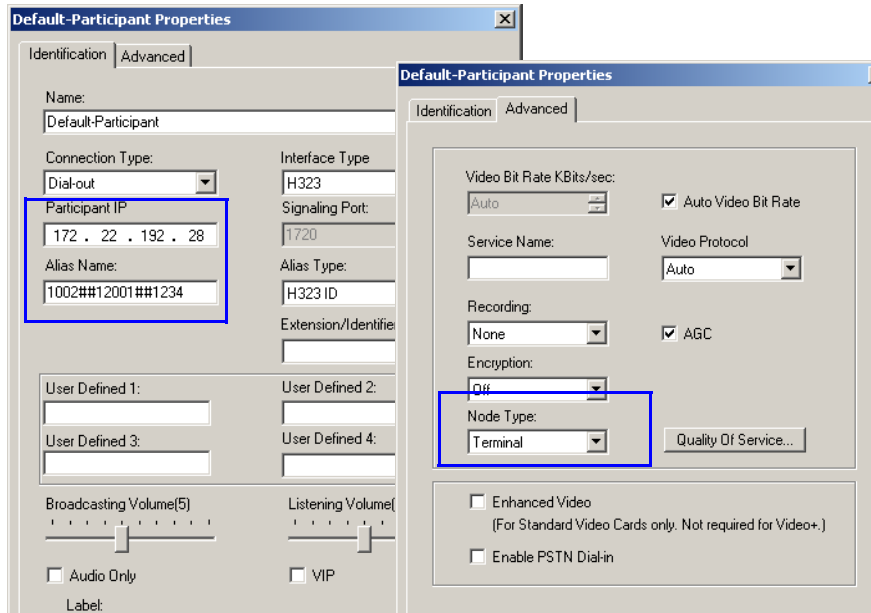 Default-Participant Properties
Identification
Advanced
Name:
Default-Participant
Connection Type:
Interface Type
Dial-out
H323
Participant IP
Signaling Port:
172 . 22 . 192 . 28
1720
Alias Name:
Alias Type:
1002##12001##1234
H323 ID
Extension/Identifie
User Defined 1:
User Defined 2:
User Defined 3:
User Defined 4:
Broadcasting Volume(5)
Listening Volume(
Audio Only
VIP
Label:
Default-Participant Properties
Identification
Advanced
Video Bit Rate KBits/sec:
Auto
Auto Video Bit Rate
Service Name:
Video Protocol
Auto
Recording:
None
AGC
Encryption:
Off
Node Type:
Terminal
Quality Of Service...
Enhanced Video
(For Standard Video Cards only. Not required for Video+.)
Enable PSTN Dial-in